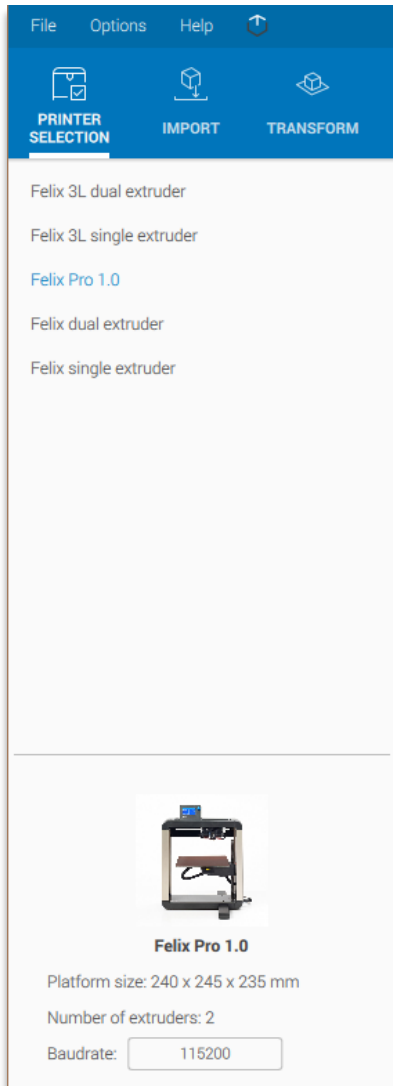 File Options Help
PRINTER SELECTION IMPORT TRANSFORM
Felix 3L dual extruder
Felix 3L single extruder
Felix Pro 1.0
Felix dual extruder
Felix single extruder
Felix Pro 1.0
Platform size: 240 x 245 x 235 mm
Number of extruders: 2
Baudrate: 115200